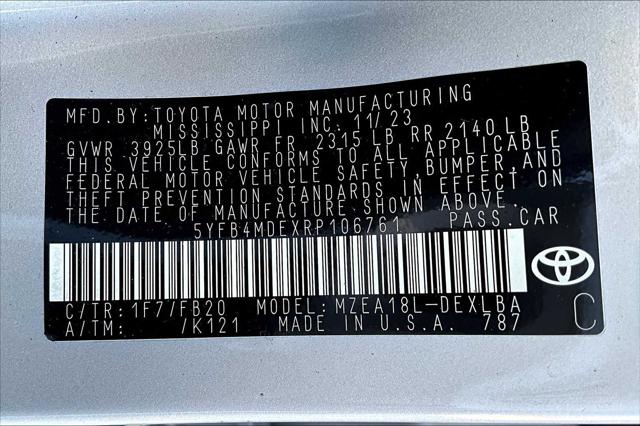 MFD.BY:TOYOTA MOTOR MANUFACTURING
MISSISSIPPI INC. 11/23
GVWR 3925LB GAWR FR 2315 LB RR 2140LB
THIS VEHICLE CONFORMS TO ALL APPLICABLE
FEDERAL MOTOR VEHICLE SAFETY,BUMPER,AND
THEFT PREVENTION STANDARDS IN EFFECT ON
THE DATE OF MANUFACTURE SHOWN ABOVE.
5YFB4MDEXRP106761 PASS.CAR
C/TR:1F7/FB20 MODEL:MZEA18L-DEXLBA
A/TM: /K121 MADE IN U.S.A. 787
C